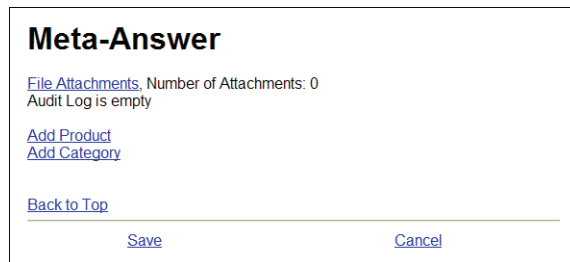 Meta-Answer
File Attachments, Number of Attachments: 0
Audit Log is empty
Add Product
Add Category
Back to Top
Save Cancel